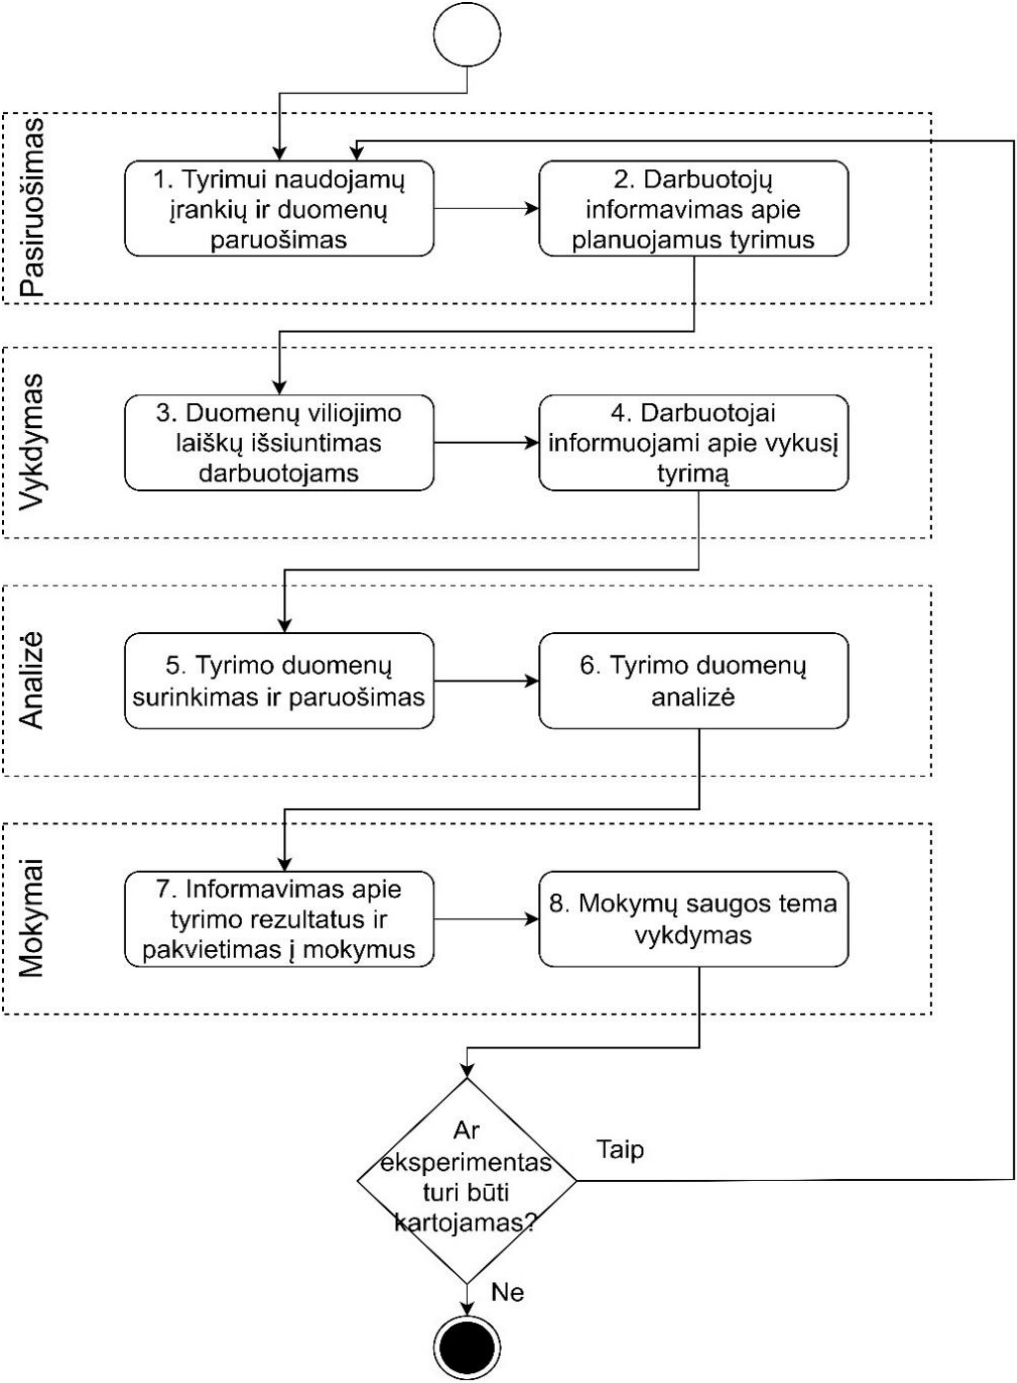 Pasiruošimas
1. Tyrimui naudojamų
įrankių ir duomenų
paruošimas
2. Darbuotojų
informavimas apie
planuojamus tyrimus
Vykdymas
3. Duomenų viliojimo
laiškų išsiuntimas
darbuotojams
4. Darbuotojai
informuojami apie vykusį
tyrimą
Analizė
5. Tyrimo duomenų
surinkimas ir paruošimas
6. Tyrimo duomenų
analizė
Mokymai
7. Informavimas apie
tyrimo rezultatus ir
pakvietimas į mokymus
8. Mokymų saugos tema
vykdymas
Ar
eksperimentas
turi būti
kartojamas?
Taip
Ne